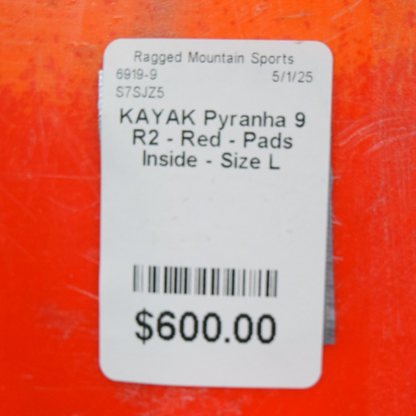 Ragged Mountain Sports
6919-9 5/1/25
S7SJZ5
KAYAK Pyranha 9
R2 - Red - Pads
Inside - Size L
$600.00